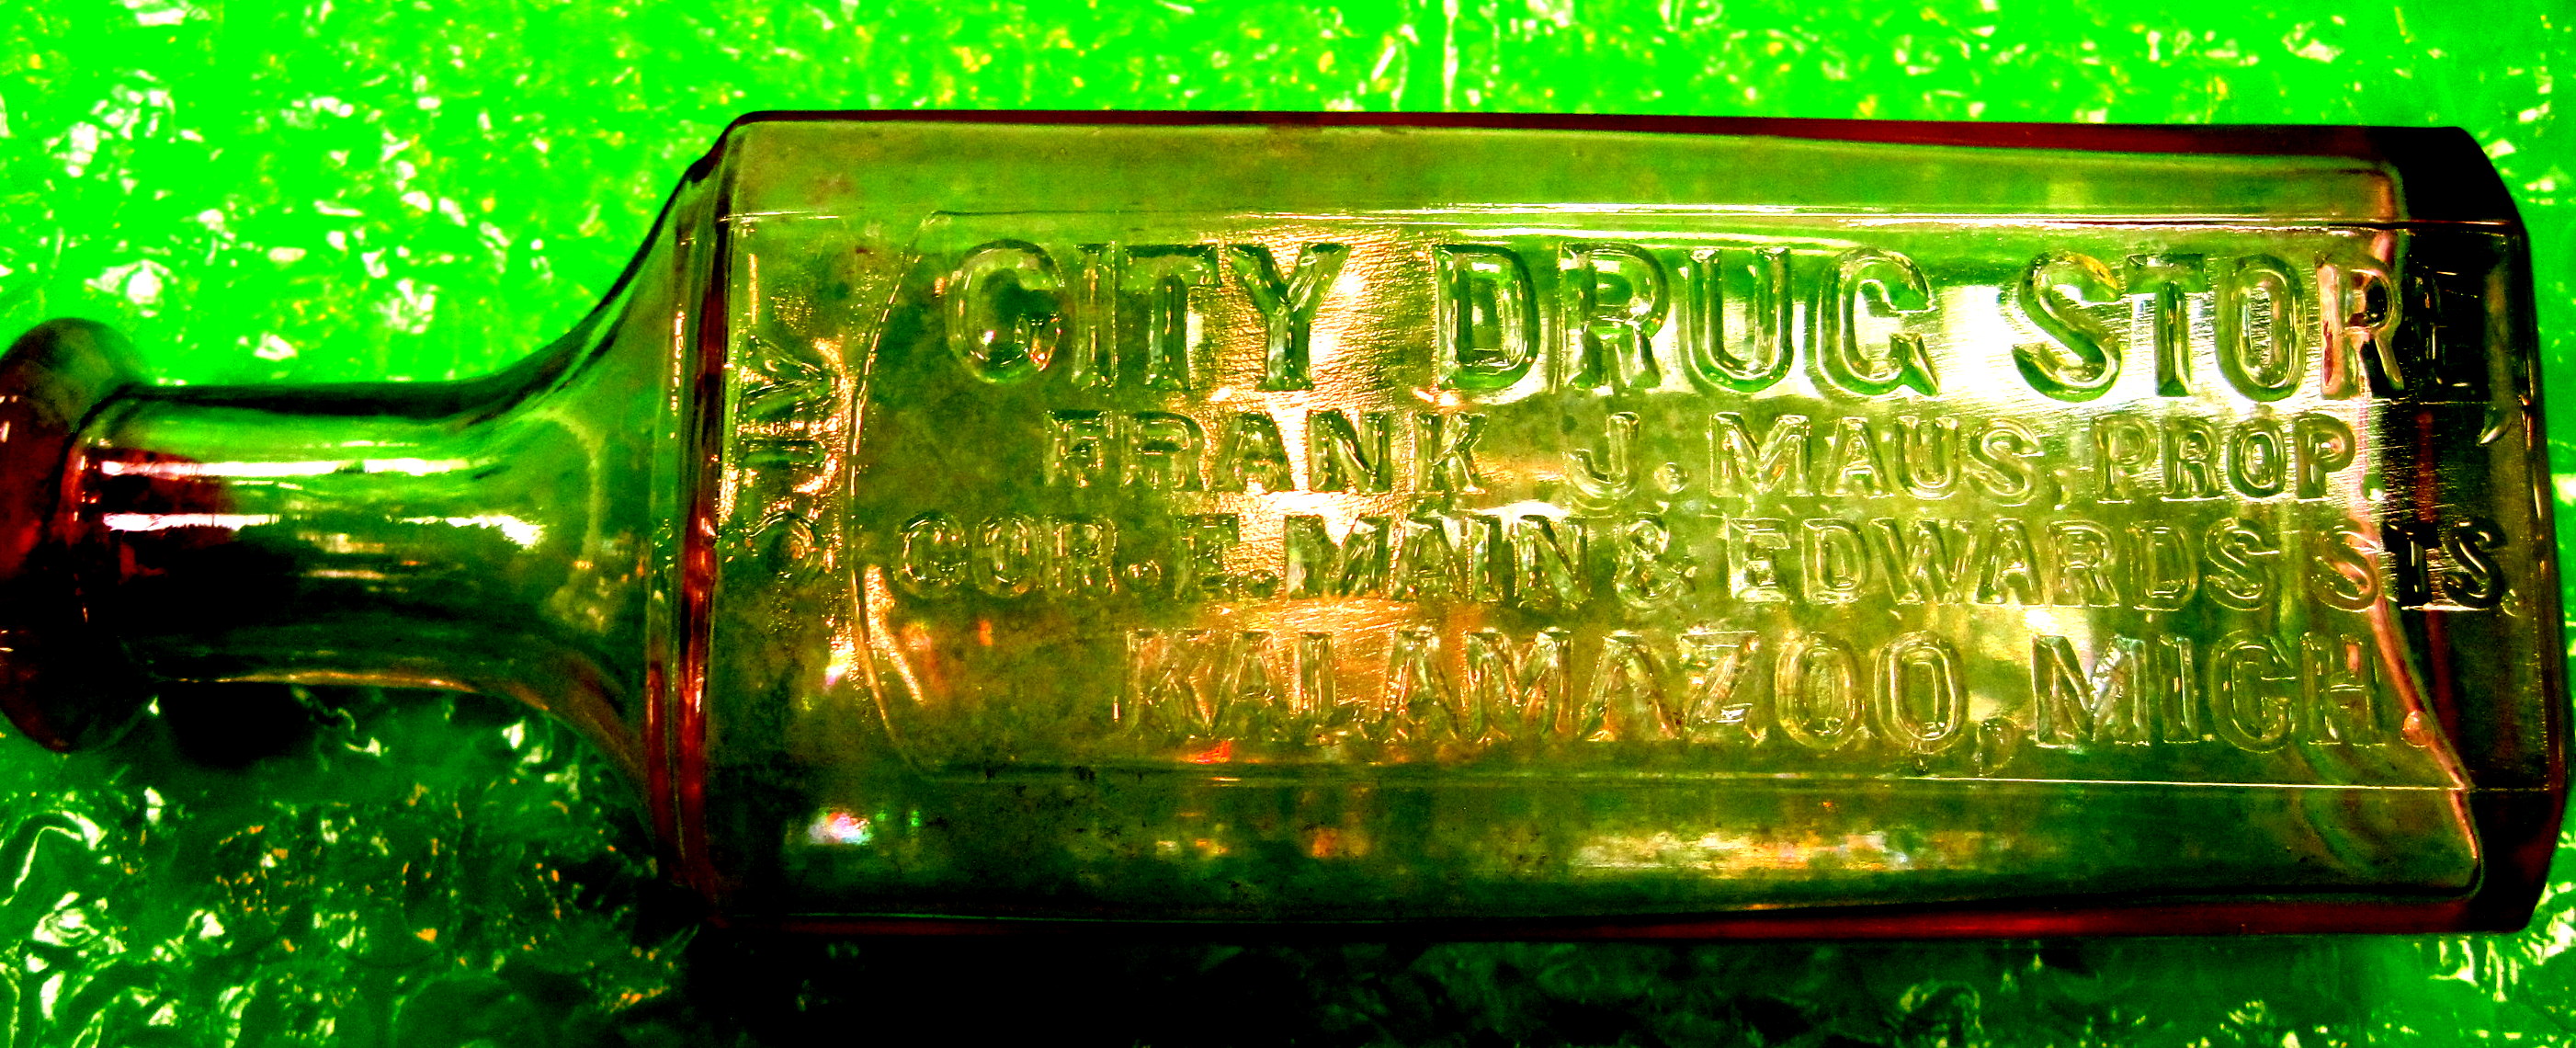 CITY DRUG STORE,
FRANK J. MAUS, PROP.
COR. E. MAIN & EDWARDS STS.
KALAMAZOO, MICH.